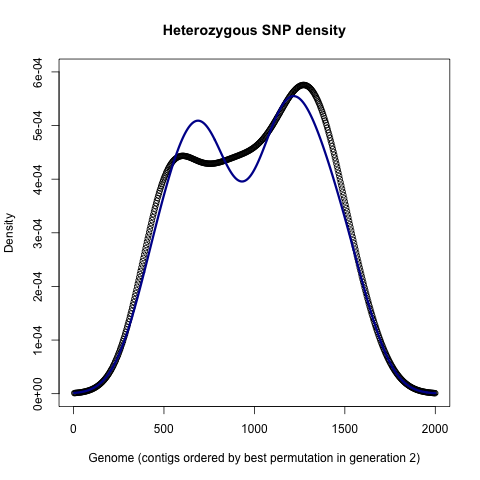 Heterozygous SNP density
Density
6e-04
5e-04
4e-04
3e-04
2e-04
1e-04
0e+00
0 500 1000 1500 2000
Genome (contigs ordered by best permutation in generation 2)